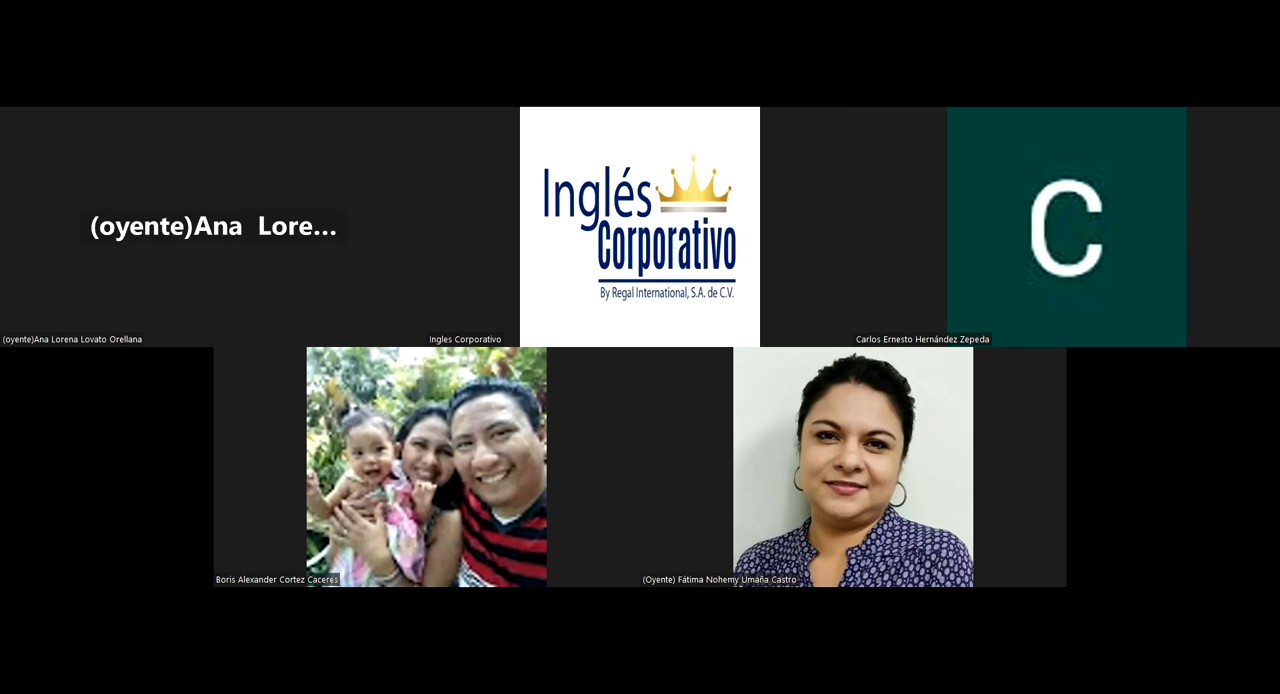 (oyente)Ana Lore...
Inglés
Corporativo
By Regal International, S.A. de C.V.
C
(oyente)Ana Lorena Lovato Orellana
Ingles Corporativo
Carlos Ernesto Hernández Zepeda
Boris Alexander Cortez Caceres
(Oyente) Fátima Nohemy Umaña Castro